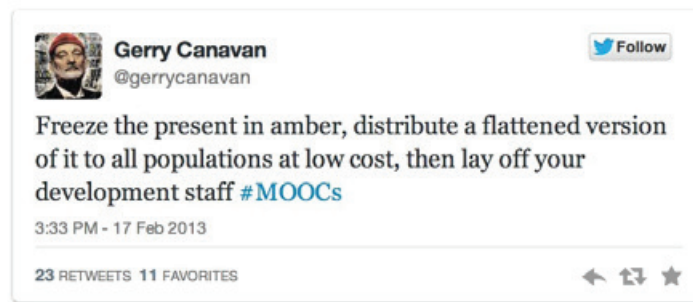 Gerry Canavan
@gerrycanavan
Follow
Freeze the present in amber, distribute a flattened version
of it to all populations at low cost, then lay off your
development staff #MOOCs
3:33 PM - 17 Feb 2013
23 RETWEETS 11 FAVORITES